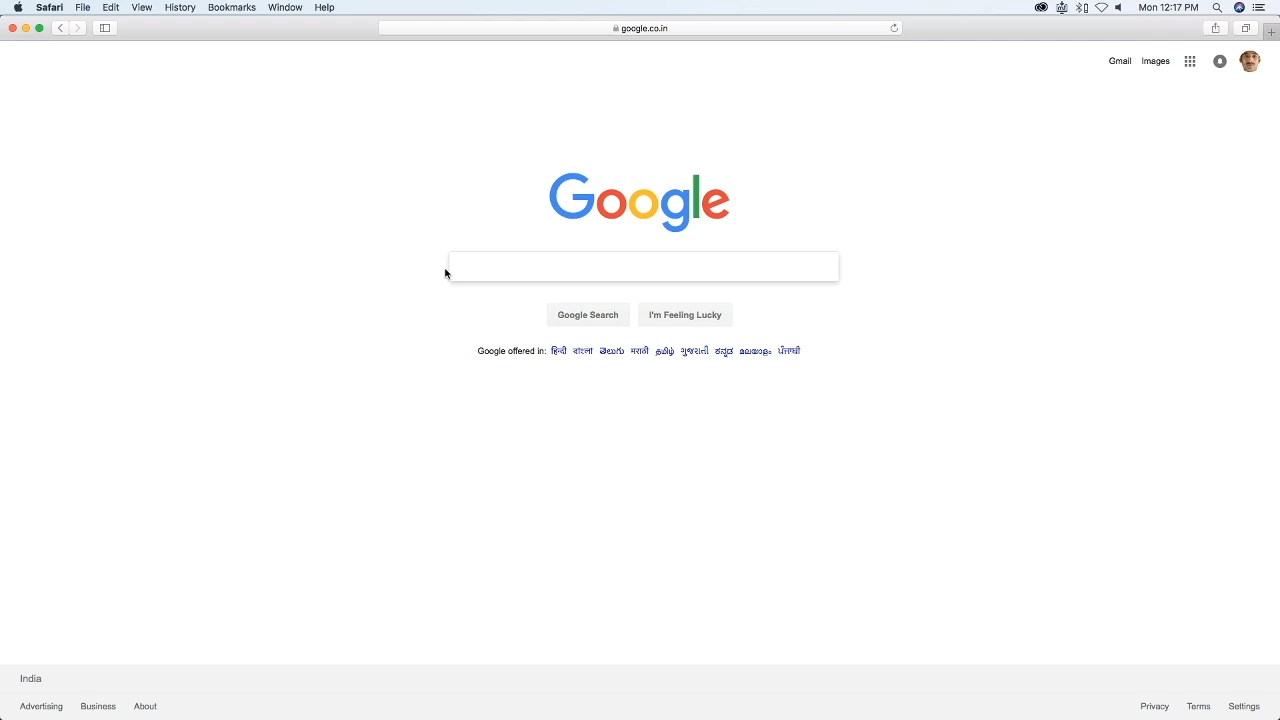 Safari File Edit View History Bookmarks Window Help Mon 12:17 PM
google.co.in
Gmail Images
Google
Google Search I'm Feeling Lucky
Google offered in: हिन्दी বাংলা తెలుగు मराठी தமிழ் ગુજરાતી ಕನ್ನಡ മലയാളം ਪੰਜਾਬੀ
India
Advertising Business About Privacy Terms Settings